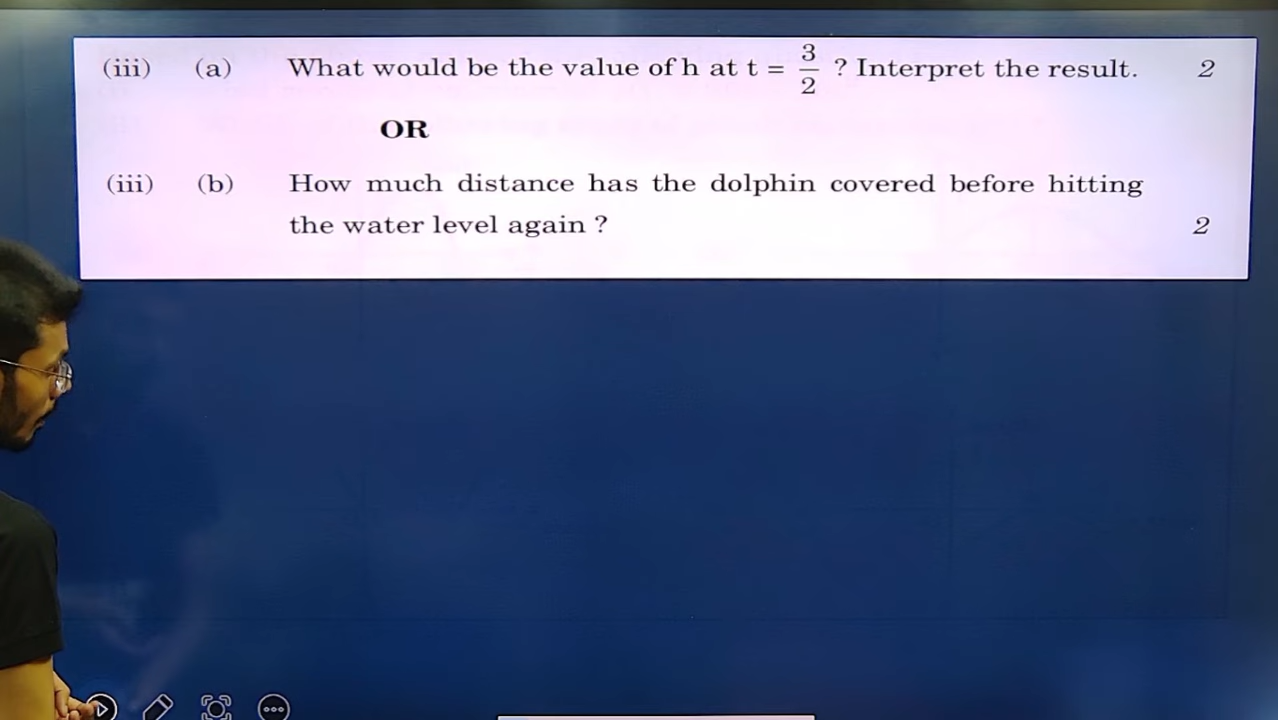 (iii) (a) What would be the value of h at t = 3/2 ? Interpret the result. 2
OR
(iii) (b) How much distance has the dolphin covered before hitting
the water level again ? 2